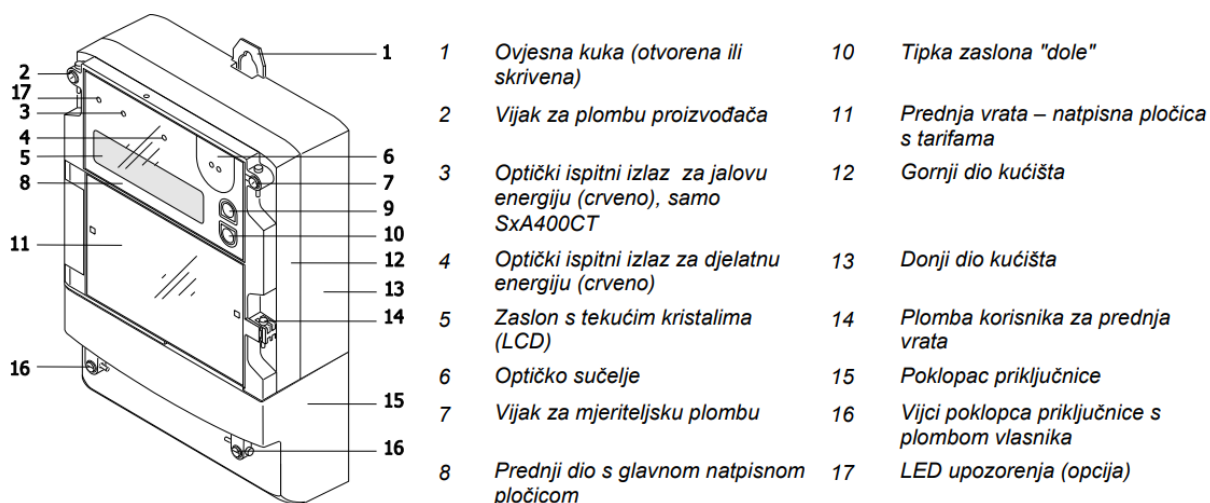 1
2
17
3
4
5
8
11
16
6
7
9
10
12
13
14
15
16
1 Ovjesna kuka (otvorena ili
skrivena)
2 Vijak za plombu proizvođača
3 Optički ispitni izlaz za jalovu
energiju (crveno), samo
SxA400CT
4 Optički ispitni izlaz za djelatnu
energiju (crveno)
5 Zaslon s tekućim kristalima
(LCD)
6 Optičko sučelje
7 Vijak za mjeriteljsku plombu
8 Prednji dio s glavnom natpisnom
pločicom
10 Tipka zaslona "dole"
11 Prednja vrata – natpisna pločica
s tarifama
12 Gornji dio kućišta
13 Donji dio kućišta
14 Plomba korisnika za prednja
vrata
15 Poklopac priključnice
16 Vijci poklopca priključnice s
plombom vlasnika
17 LED upozorenja (opcija)